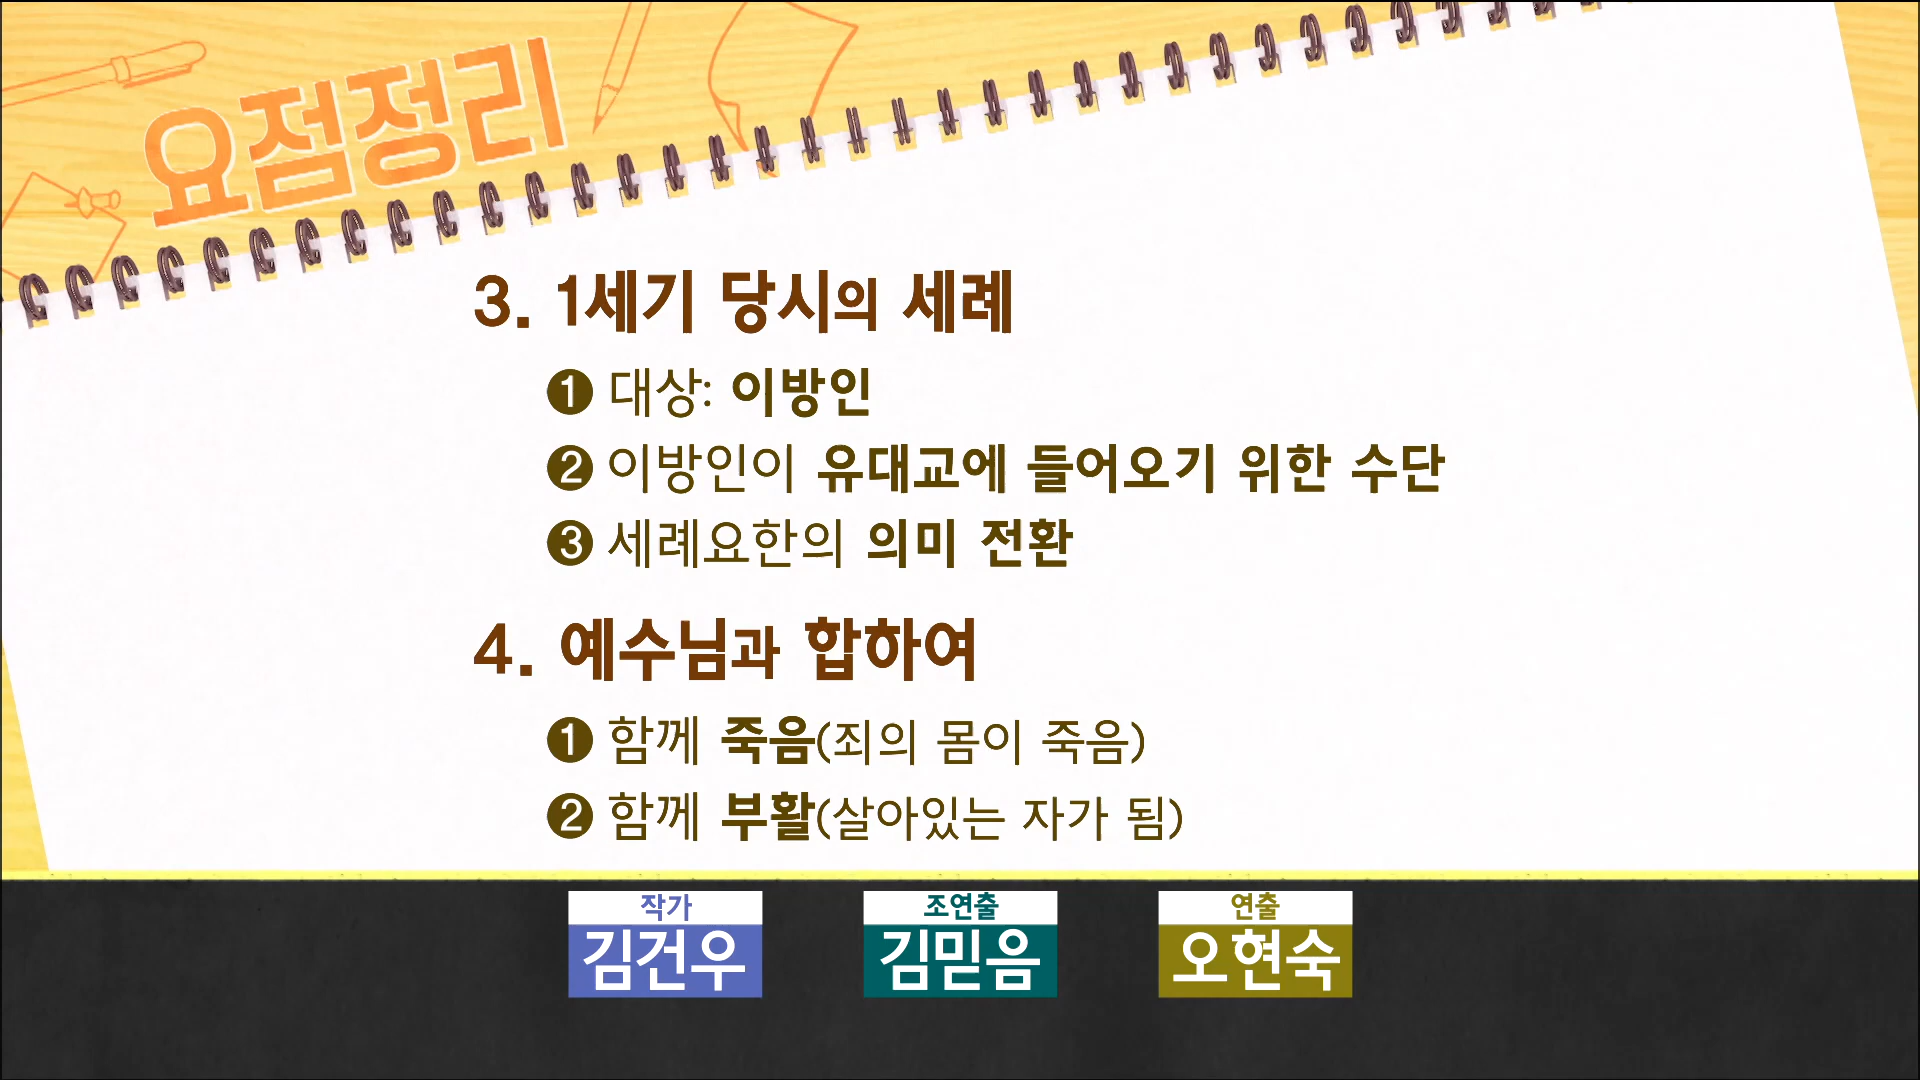 요점정리
3. 1세기 당시의 세례
❶ 대상: 이방인
❷ 이방인이 유대교에 들어오기 위한 수단
❸ 세례요한의 의미 전환
4. 예수님과 합하여
❶ 함께 죽음(죄의 몸이 죽음)
❷ 함께 부활(살아있는 자가 됨)
작가
김건우
조연출
김믿음
연출
오현숙